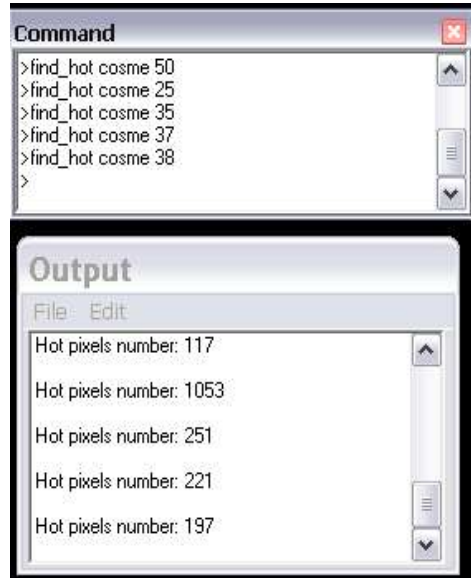 Command
>find_hot cosme 50
>find_hot cosme 25
>find_hot cosme 35
>find_hot cosme 37
>find_hot cosme 38
>
Output
File Edit
Hot pixels number: 117
Hot pixels number: 1053
Hot pixels number: 251
Hot pixels number: 221
Hot pixels number: 197